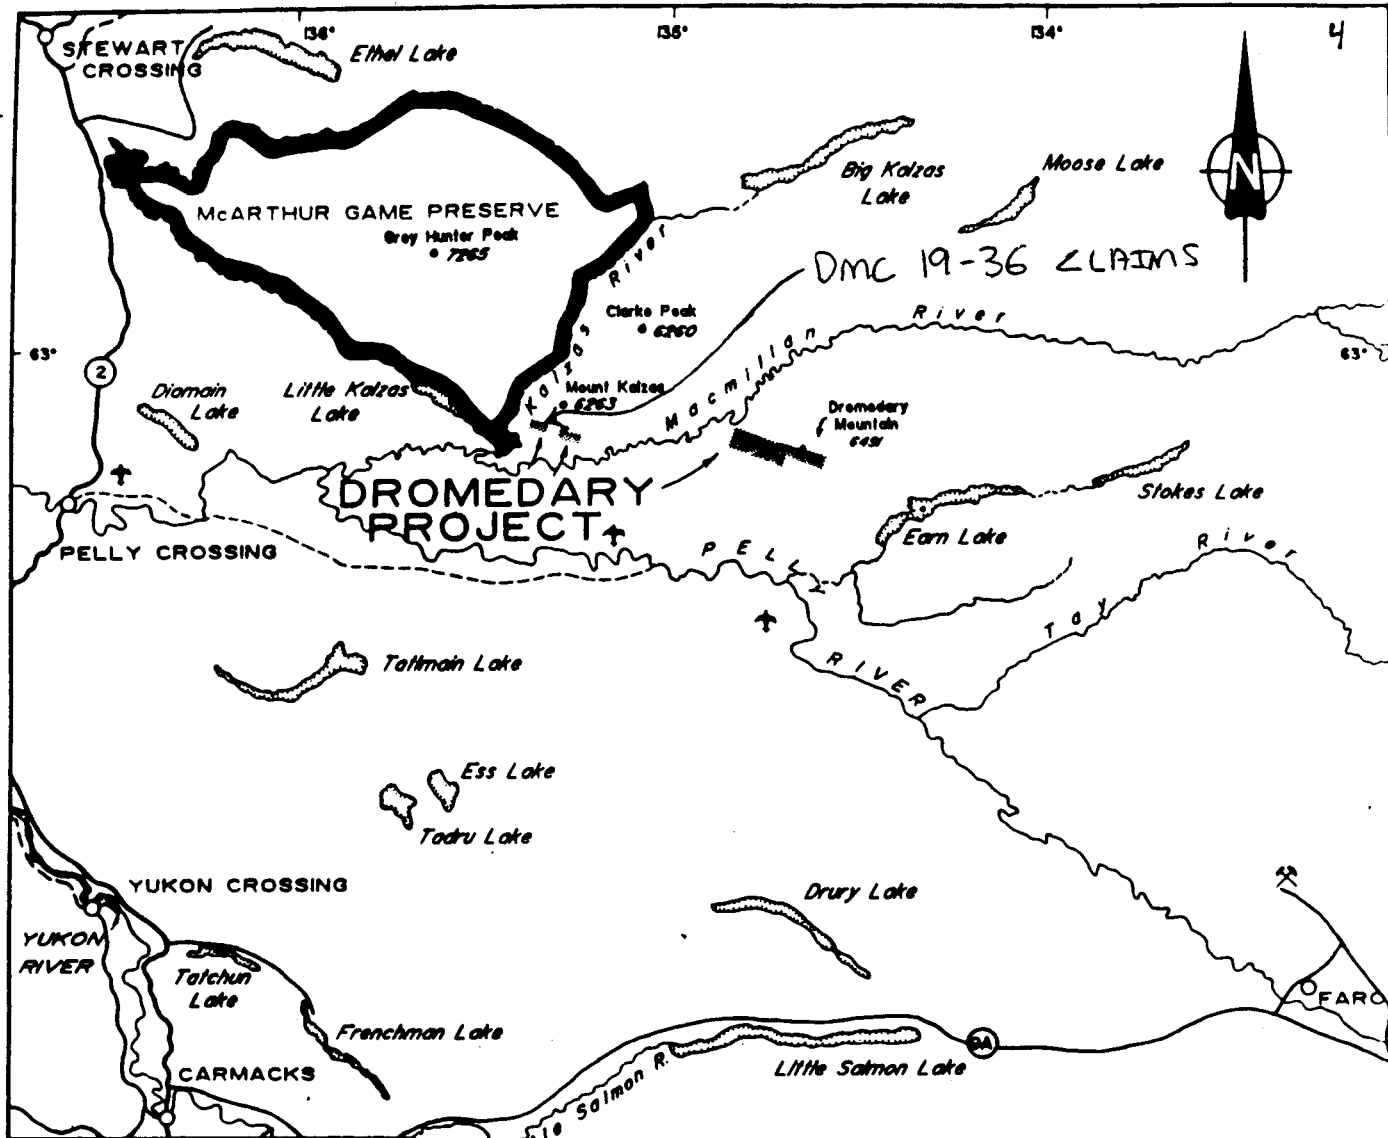 136°
135°
134°
4
STEWART
CROSSING
Ethel Lake
Big Kalzas
Lake
Moose Lake
N
McARTHUR GAME PRESERVE
Grey Hunter Peak
7265
Kalzas River
DMC 19-36 CLAIMS
Clarke Peak
6260
Macmillan River
63°
63°
2
Diamain
Lake
Little Kalzas
Lake
Mount Kalzas
6263
Dromedary
Mountain
6491
DROMEDARY
PROJECT
Stokes Lake
Earn Lake
PELLY CROSSING
PELLY RIVER
Tay River
Tatlmain Lake
Ess Lake
Tadru Lake
YUKON CROSSING
Drury Lake
YUKON
RIVER
Tatchun
Lake
Frenchman Lake
FARO
9A
CARMACKS
Little Salmon Lake
le Salmon R.